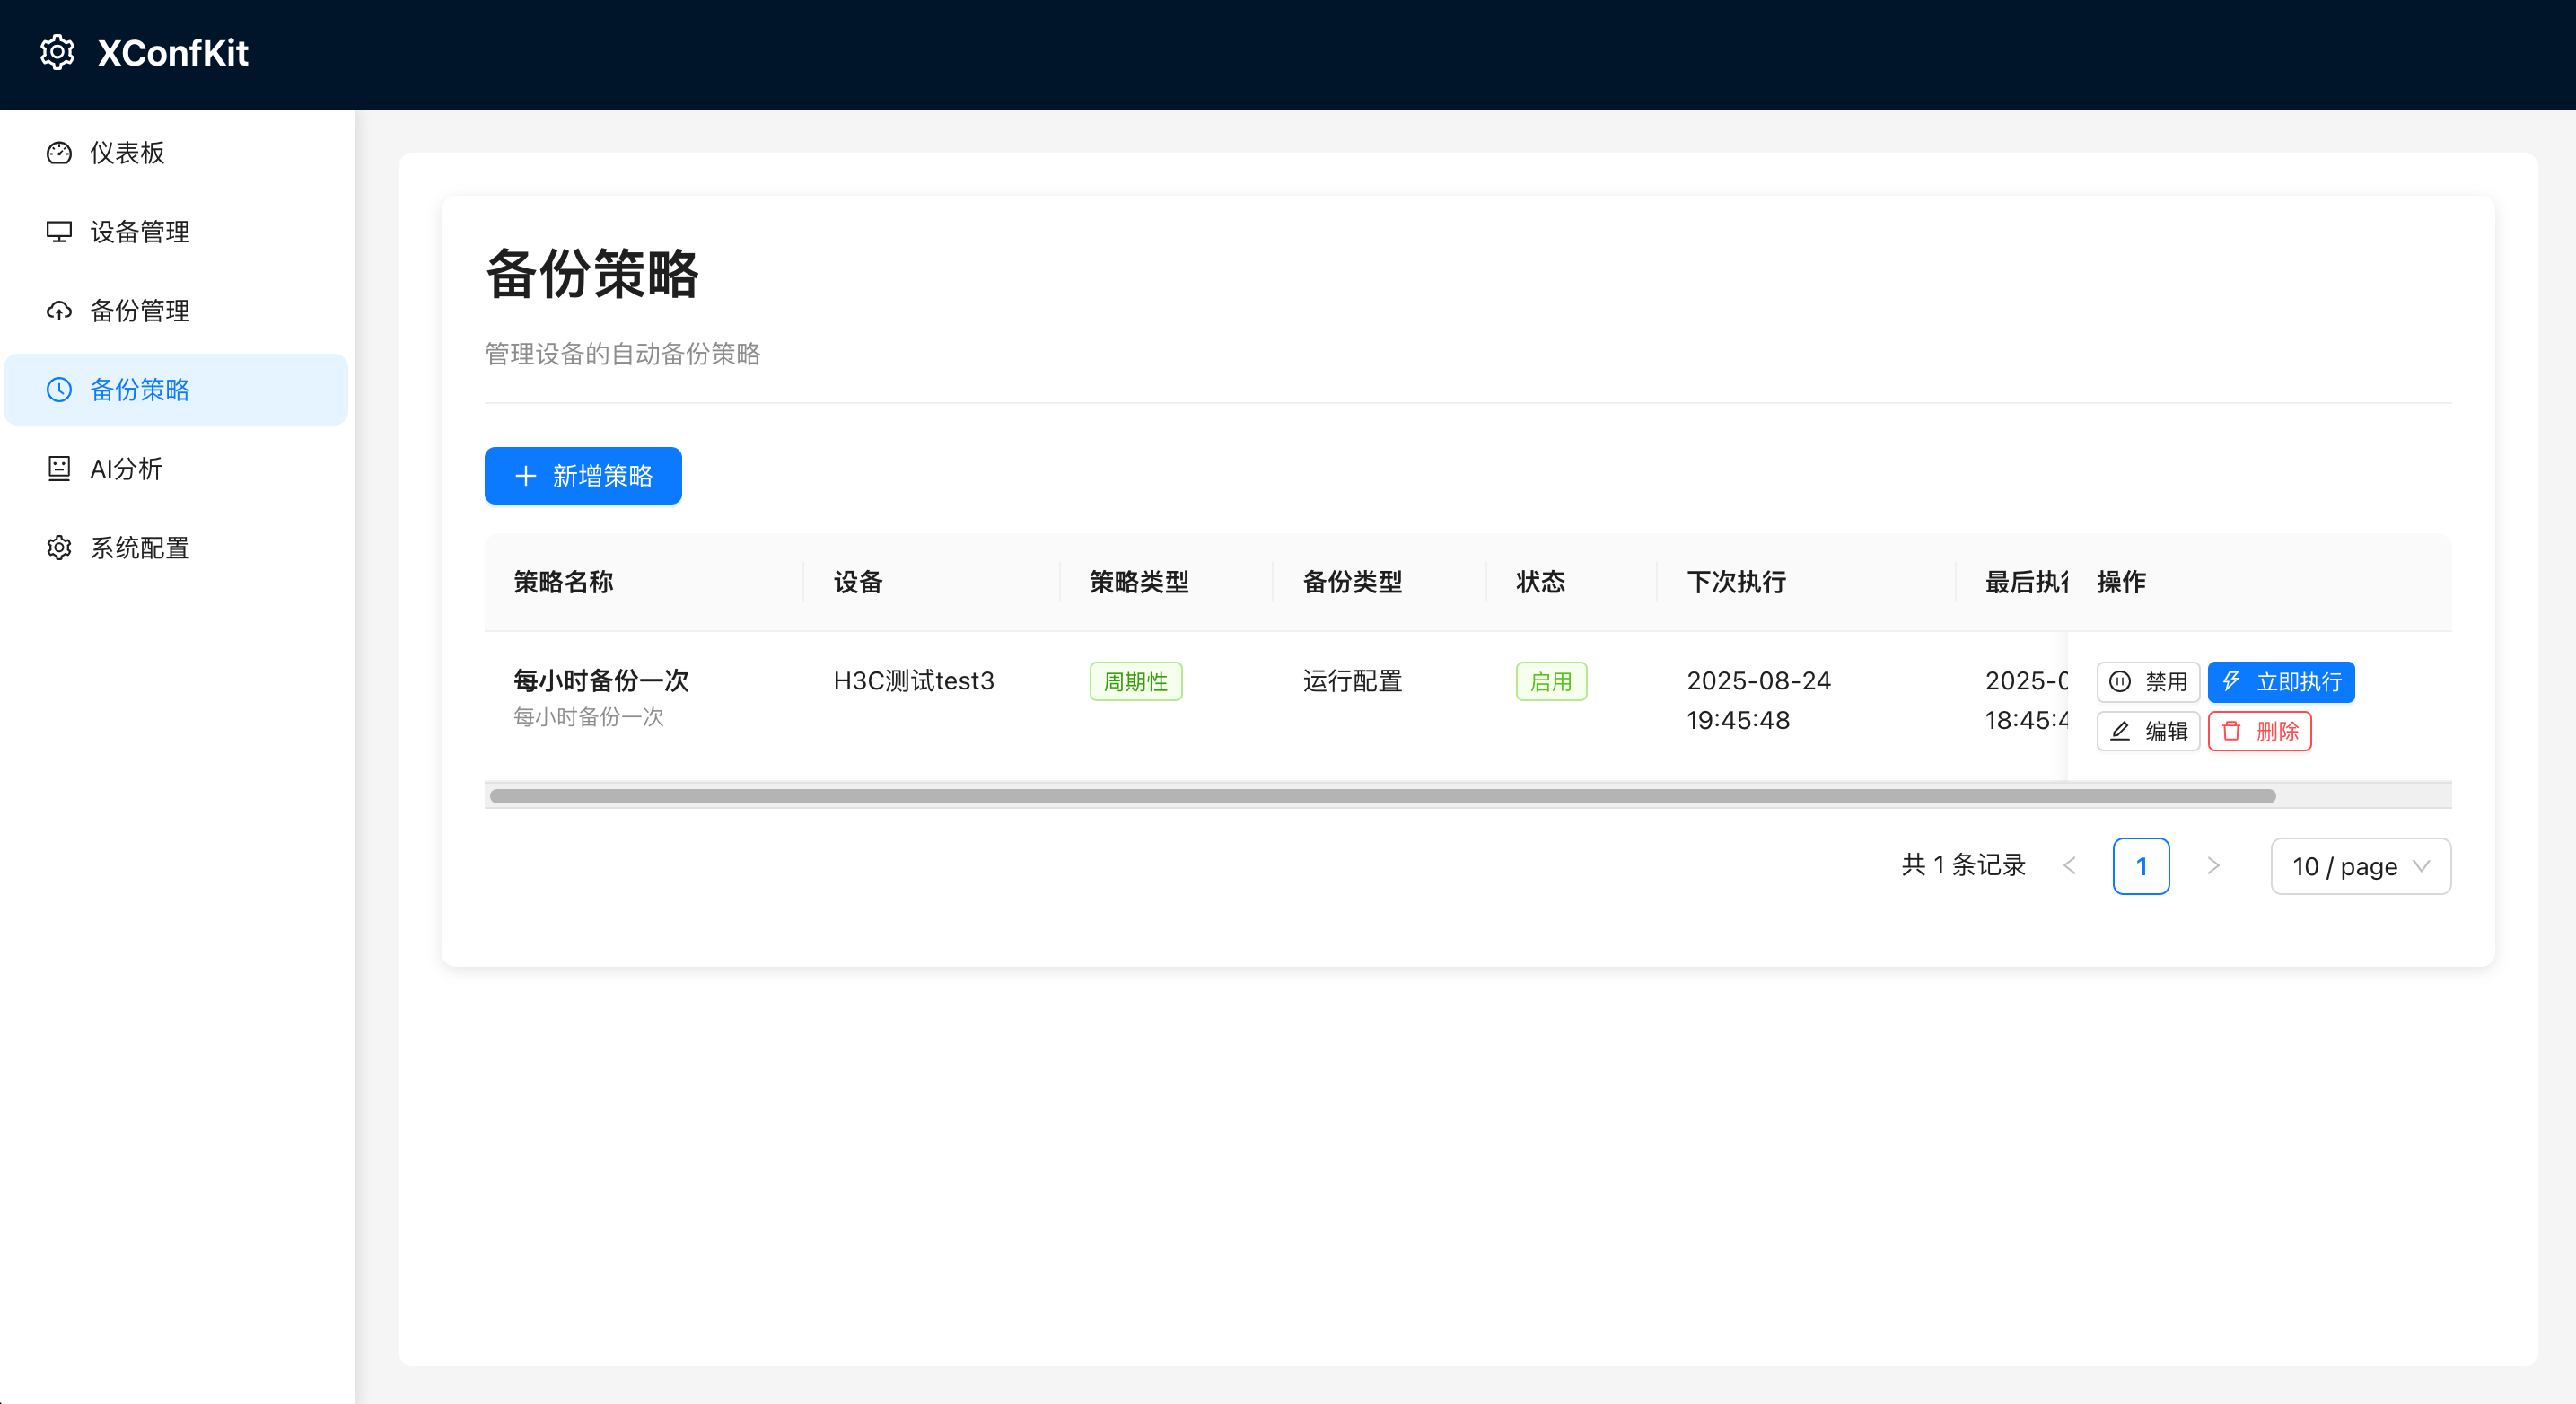 XConfKit
仪表板
设备管理
备份管理
备份策略
AI分析
系统配置
备份策略
管理设备的自动备份策略
新增策略
策略名称 设备 策略类型 备份类型 状态 下次执行 最后执行 操作
每小时备份一次 H3C测试test3 周期性 运行配置 启用 2025-08-24 2025-0 禁用 立即执行
每小时备份一次 19:45:48 18:45:4 编辑 删除
共 1 条记录 1 10 / page